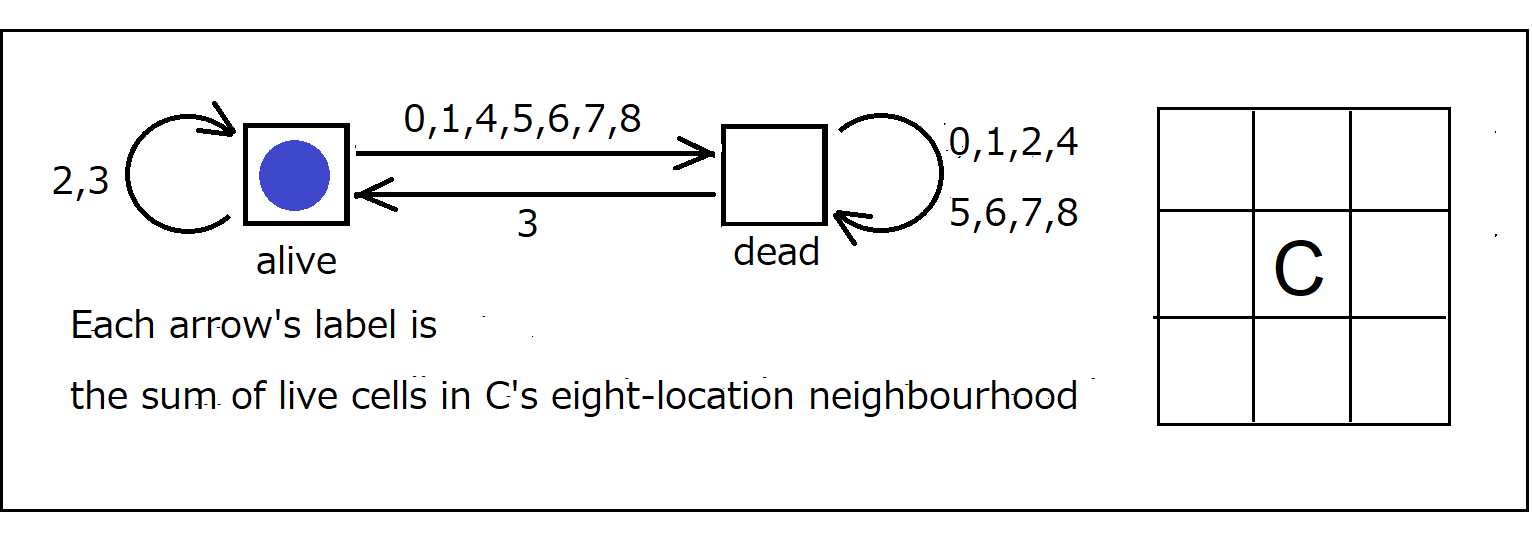 0,1,4,5,6,7,8
2,3
3
0,1,2,4
5,6,7,8
alive
dead
C
Each arrow's label is
the sum of live cells in C's eight-location neighbourhood